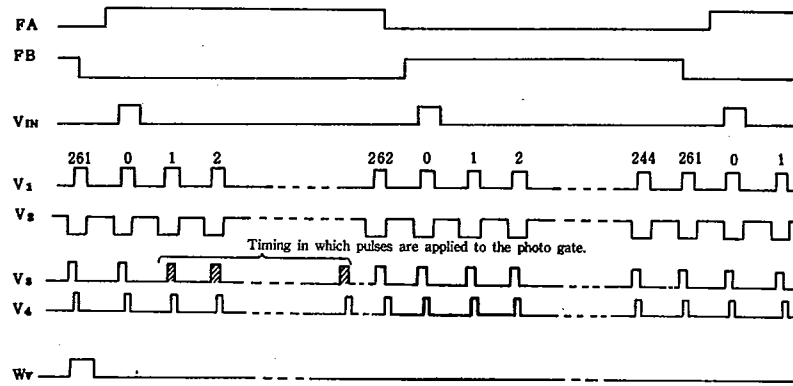 FA
FB
VIN
261 0 1 2 262 0 1 2 244 261 0 1
V1
V2
Timing in which pulses are applied to the photo gate.
V3
V4
WV